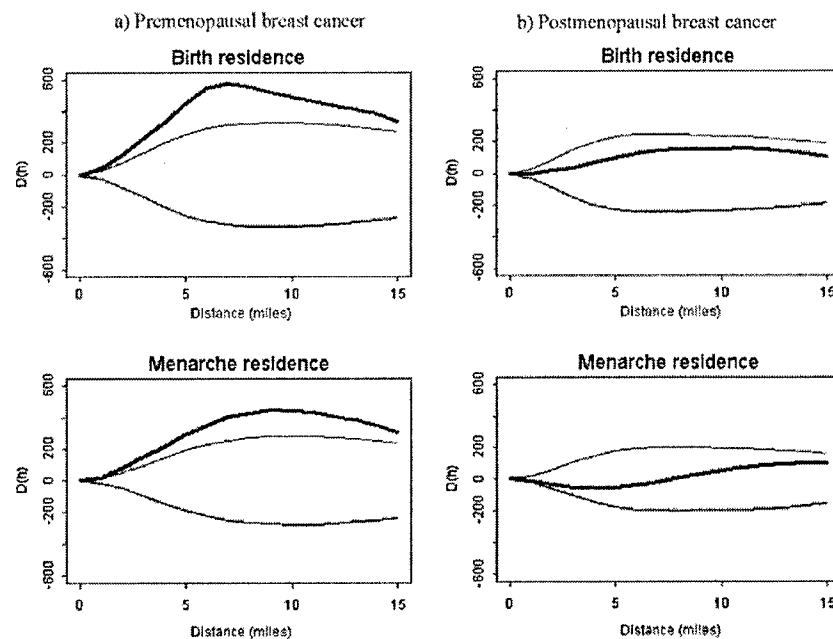 a) Premenopausal breast cancer
Birth residence
D(h)
600
200
0
-200
-600
0 5 10 15
Distance (miles)
Menarche residence
D(h)
600
200
0
-200
-600
0 5 10 15
Distance (miles)
b) Postmenopausal breast cancer
Birth residence
D(h)
600
200
0
-200
-600
0 5 10 15
Distance (miles)
Menarche residence
D(h)
600
200
0
-200
-600
0 5 10 15
Distance (miles)